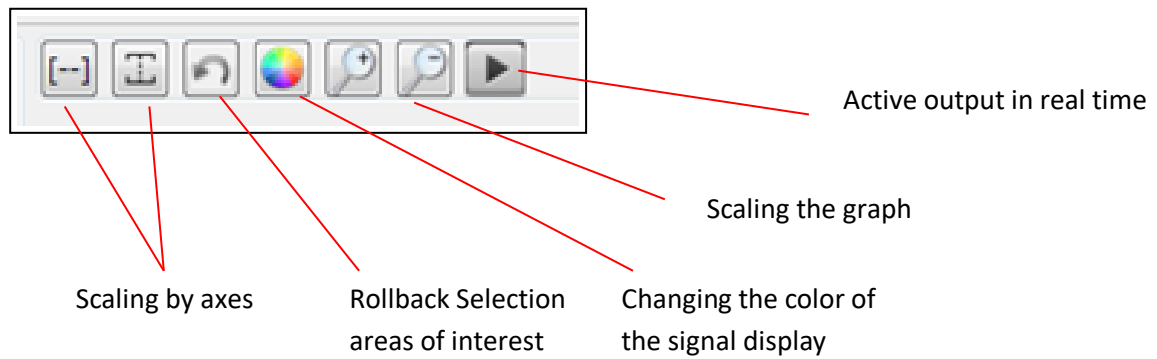 Active output in real time
Scaling the graph
Scaling by axes
Rollback Selection
areas of interest
Changing the color of
the signal display